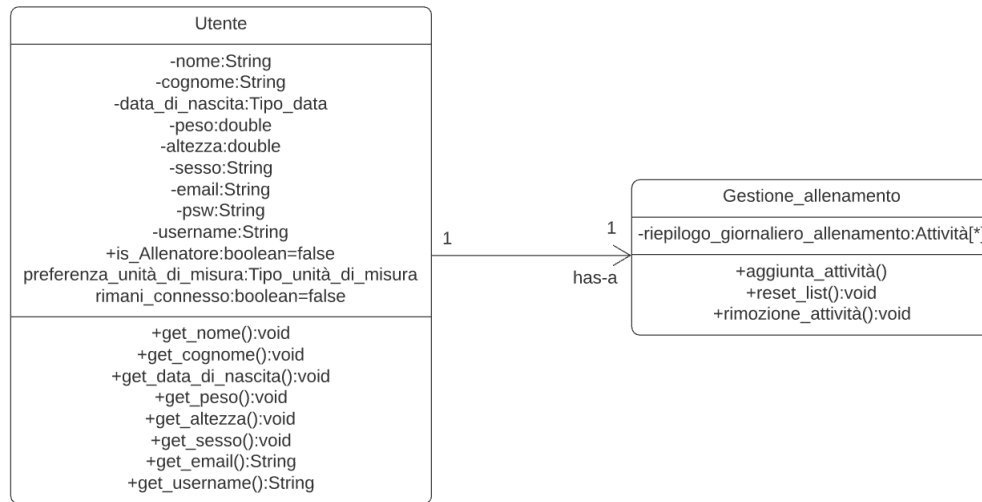 Utente
-nome:String
-cognome:String
-data_di_nascita:Tipo_data
-peso:double
-altezza:double
-sesso:String
-email:String
-psw:String
-username:String
+is_Allenatore:boolean=false
preferenza_unità_di_misura:Tipo_unità_di_misura
rimani_connesso:boolean=false
+get_nome():void
+get_cognome():void
+get_data_di_nascita():void
+get_peso():void
+get_altezza():void
+get_sesso():void
+get_email():String
+get_username():String
1
1
has-a
Gestione_allenamento
-riepilogo_giornaliero_allenamento:Attività[*]
+aggiunta_attività()
+reset_list():void
+rimozione_attività():void